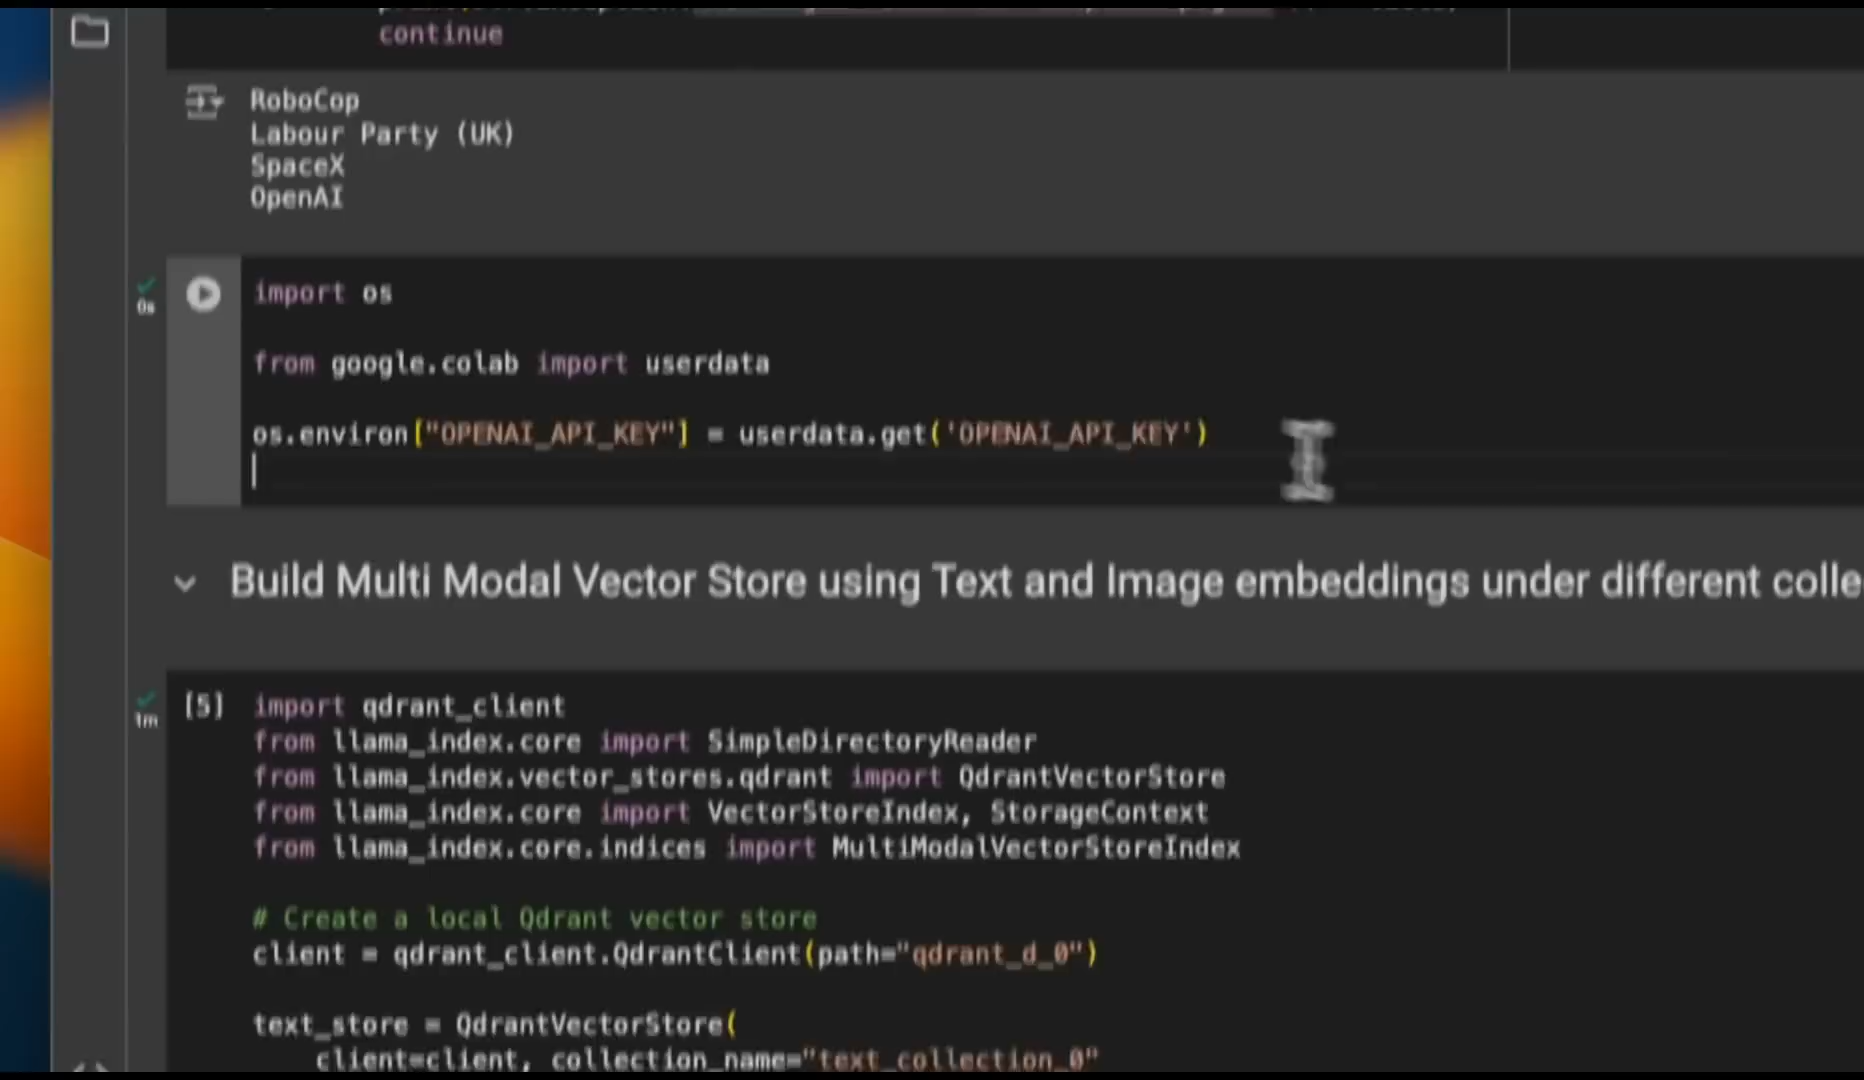 continue
RoboCop
Labour Party (UK)
SpaceX
OpenAI
0s
import os
from google.colab import userdata
os.environ["OPENAI_API_KEY"] = userdata.get('OPENAI_API_KEY')
Build Multi Modal Vector Store using Text and Image embeddings under different colle
1m
[5] import qdrant_client
from llama_index.core import SimpleDirectoryReader
from llama_index.vector_stores.qdrant import QdrantVectorStore
from llama_index.core import VectorStoreIndex, StorageContext
from llama_index.core.indices import MultiModalVectorStoreIndex
# Create a local Qdrant vector store
client = qdrant_client.QdrantClient(path="qdrant_d_0")
text_store = QdrantVectorStore(
client=client, collection_name="text_collection_0"